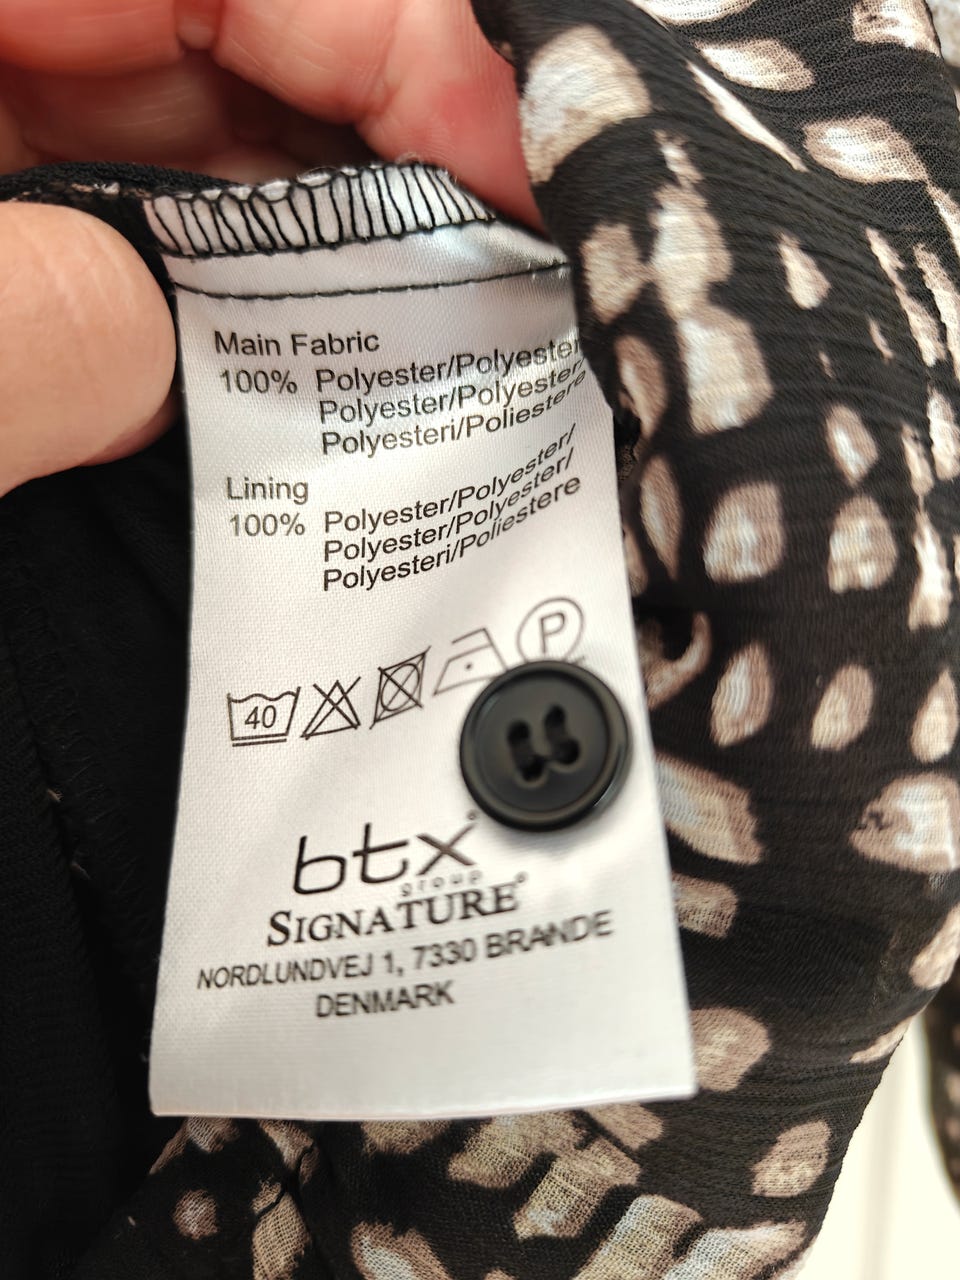 Main Fabric
100% Polyester/Polyester
Polyester/Polyester
Polyesteri/Poliestere
Lining
100% Polyester/Polyester/
Polyester/Polyester/
Polyesteri/Poliestere
40
P
btx®
group
SIGNATURE®
NORDLUNDVEJ 1, 7330 BRANDE
DENMARK